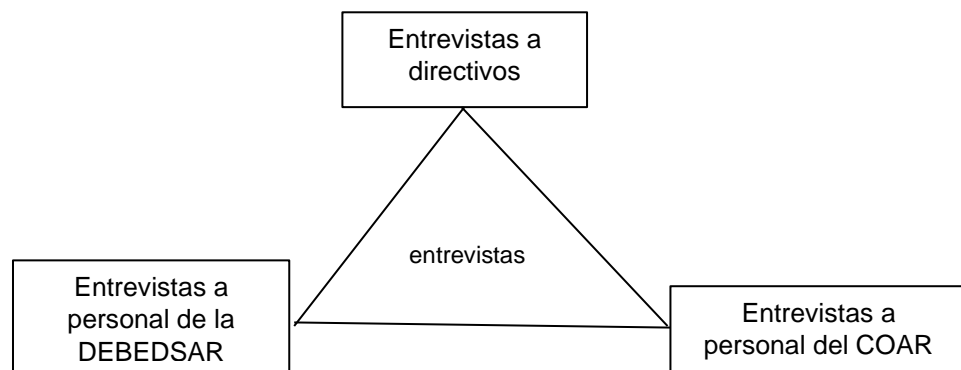 Entrevistas a
directivos
entrevistas
Entrevistas a
personal de la
DEBEDSAR
Entrevistas a
personal del COAR